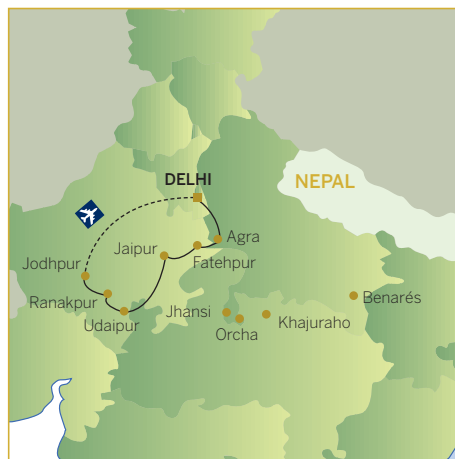 DELHI
NEPAL
Agra
Jaipur
Fatehpur
Jodhpur
Ranakpur
Udaipur
Jhansi
Orcha
Khajuraho
Benarés